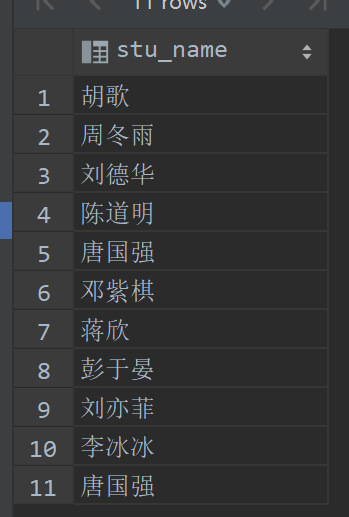 11 rows
stu_name
1 胡歌
2 周冬雨
3 刘德华
4 陈道明
5 唐国强
6 邓紫棋
7 蒋欣
8 彭于晏
9 刘亦菲
10 李冰冰
11 唐国强